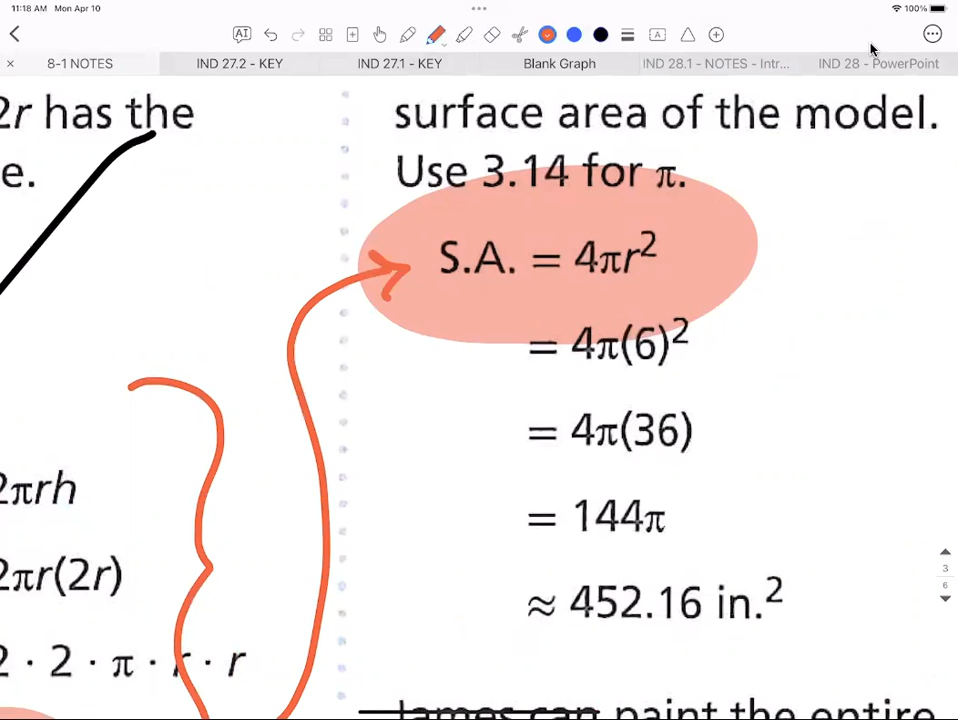 11:18 AM Mon Apr 10
100%
AI
A
8-1 NOTES
IND 27.2 - KEY
IND 27.1 - KEY
Blank Graph
IND 28.1 - NOTES - Intr...
IND 28 - PowerPoint
2r has the
e.
2πrh
2πr(2r)
2 · 2 · π · r · r
surface area of the model.
Use 3.14 for π.
S.A. = 4πr²
= 4π(6)²
= 4π(36)
= 144π
≈ 452.16 in.²
James can paint the entire
3
6